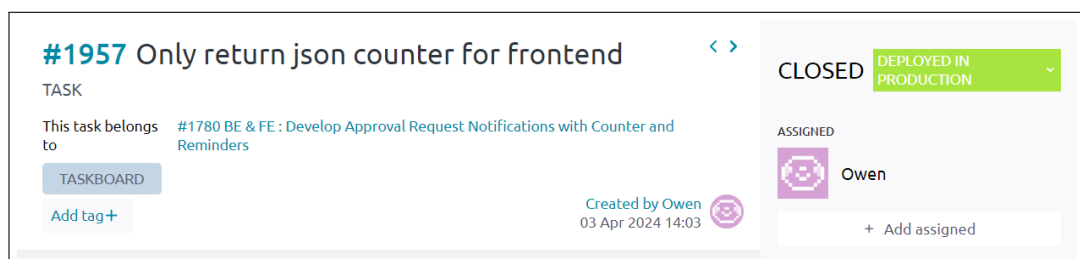 #1957 Only return json counter for frontend
TASK
This task belongs to
#1780 BE & FE : Develop Approval Request Notifications with Counter and
Reminders
TASKBOARD
Add tag+
Created by Owen
03 Apr 2024 14:03
CLOSED
DEPLOYED IN
PRODUCTION
ASSIGNED
Owen
+ Add assigned